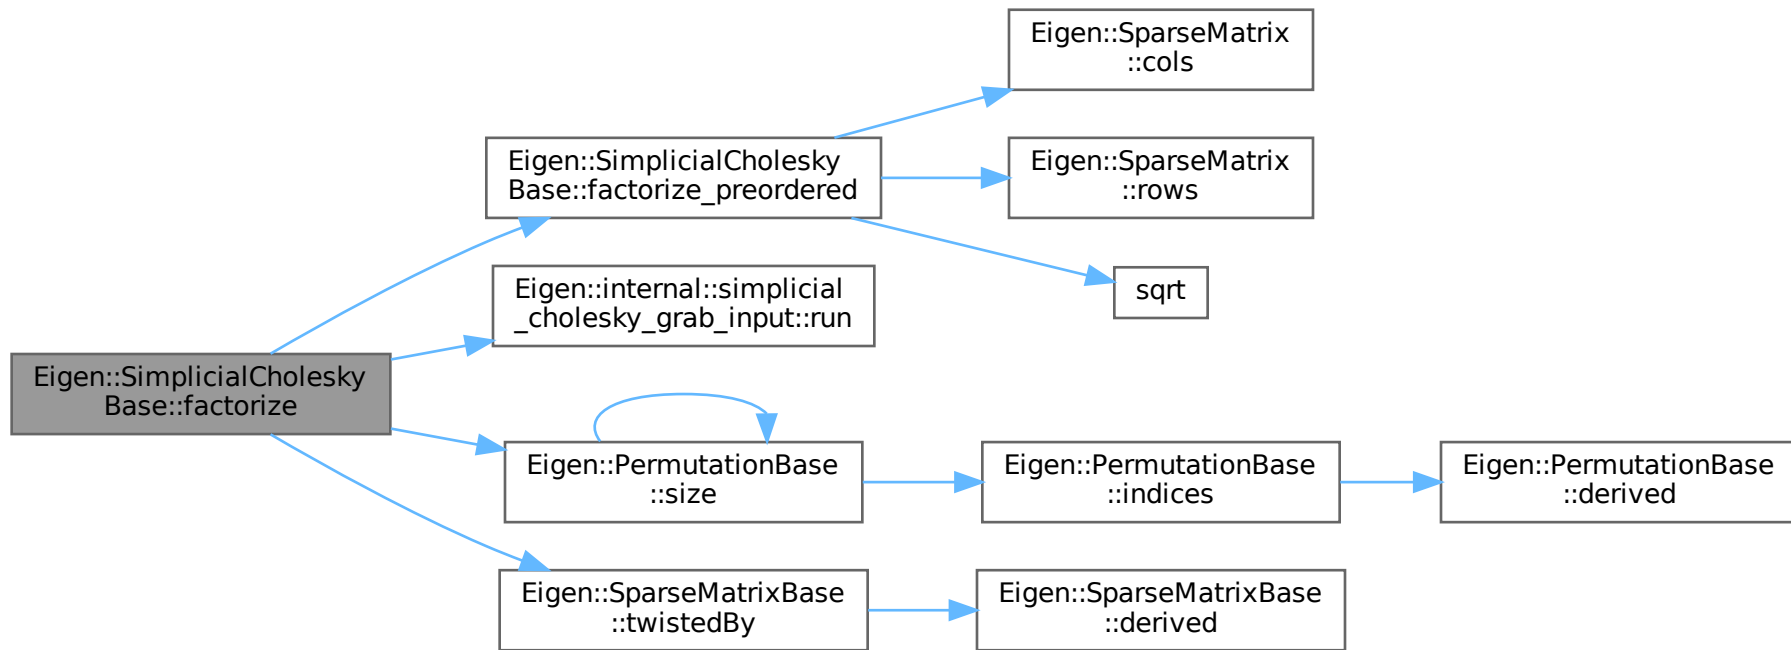 Eigen::SparseMatrix
::cols
Eigen::SimplicialCholesky
Base::factorize_preordered
Eigen::SparseMatrix
::rows
sqrt
Eigen::internal::simplicial
_cholesky_grab_input::run
Eigen::SimplicialCholesky
Base::factorize
Eigen::PermutationBase
::size
Eigen::PermutationBase
::indices
Eigen::PermutationBase
::derived
Eigen::SparseMatrixBase
::twistedBy
Eigen::SparseMatrixBase
::derived